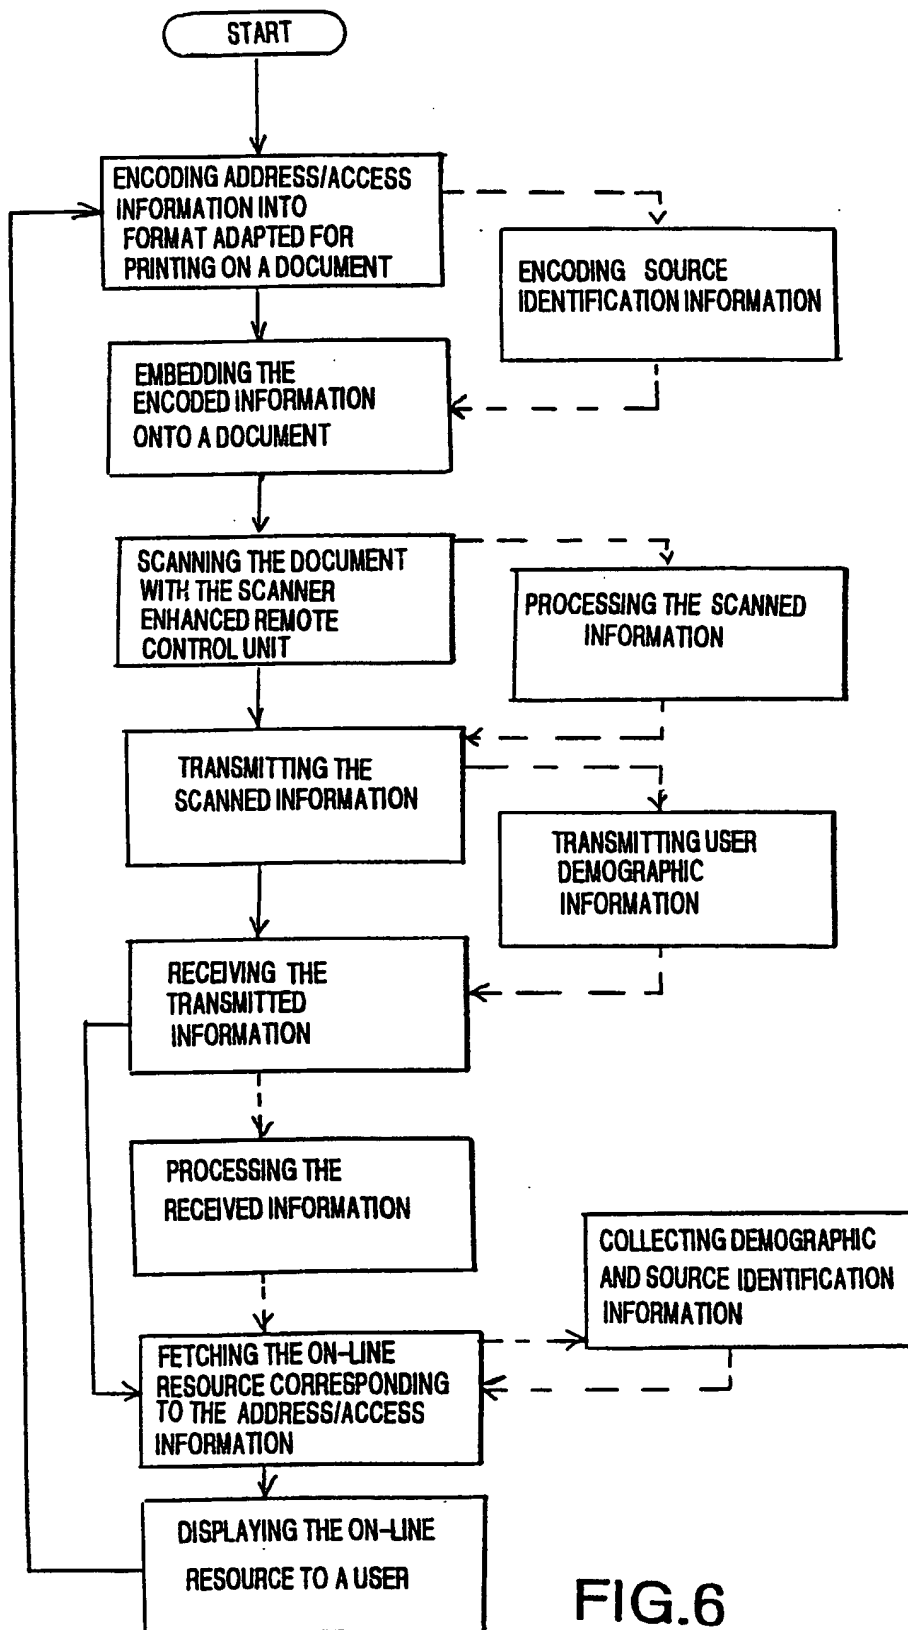 START
ENCODING ADDRESS/ACCESS
INFORMATION INTO
FORMAT ADAPTED FOR
PRINTING ON A DOCUMENT
ENCODING SOURCE
IDENTIFICATION INFORMATION
EMBEDDING THE
ENCODED INFORMATION
ONTO A DOCUMENT
SCANNING THE DOCUMENT
WITH THE SCANNER
ENHANCED REMOTE
CONTROL UNIT
PROCESSING THE SCANNED
INFORMATION
TRANSMITTING THE
SCANNED INFORMATION
TRANSMITTING USER
DEMOGRAPHIC
INFORMATION
RECEIVING THE
TRANSMITTED
INFORMATION
PROCESSING THE
RECEIVED INFORMATION
COLLECTING DEMOGRAPHIC
AND SOURCE IDENTIFICATION
INFORMATION
FETCHING THE ON-LINE
RESOURCE CORRESPONDING
TO THE ADDRESS/ACCESS
INFORMATION
DISPLAYING THE ON-LINE
RESOURCE TO A USER
FIG.6